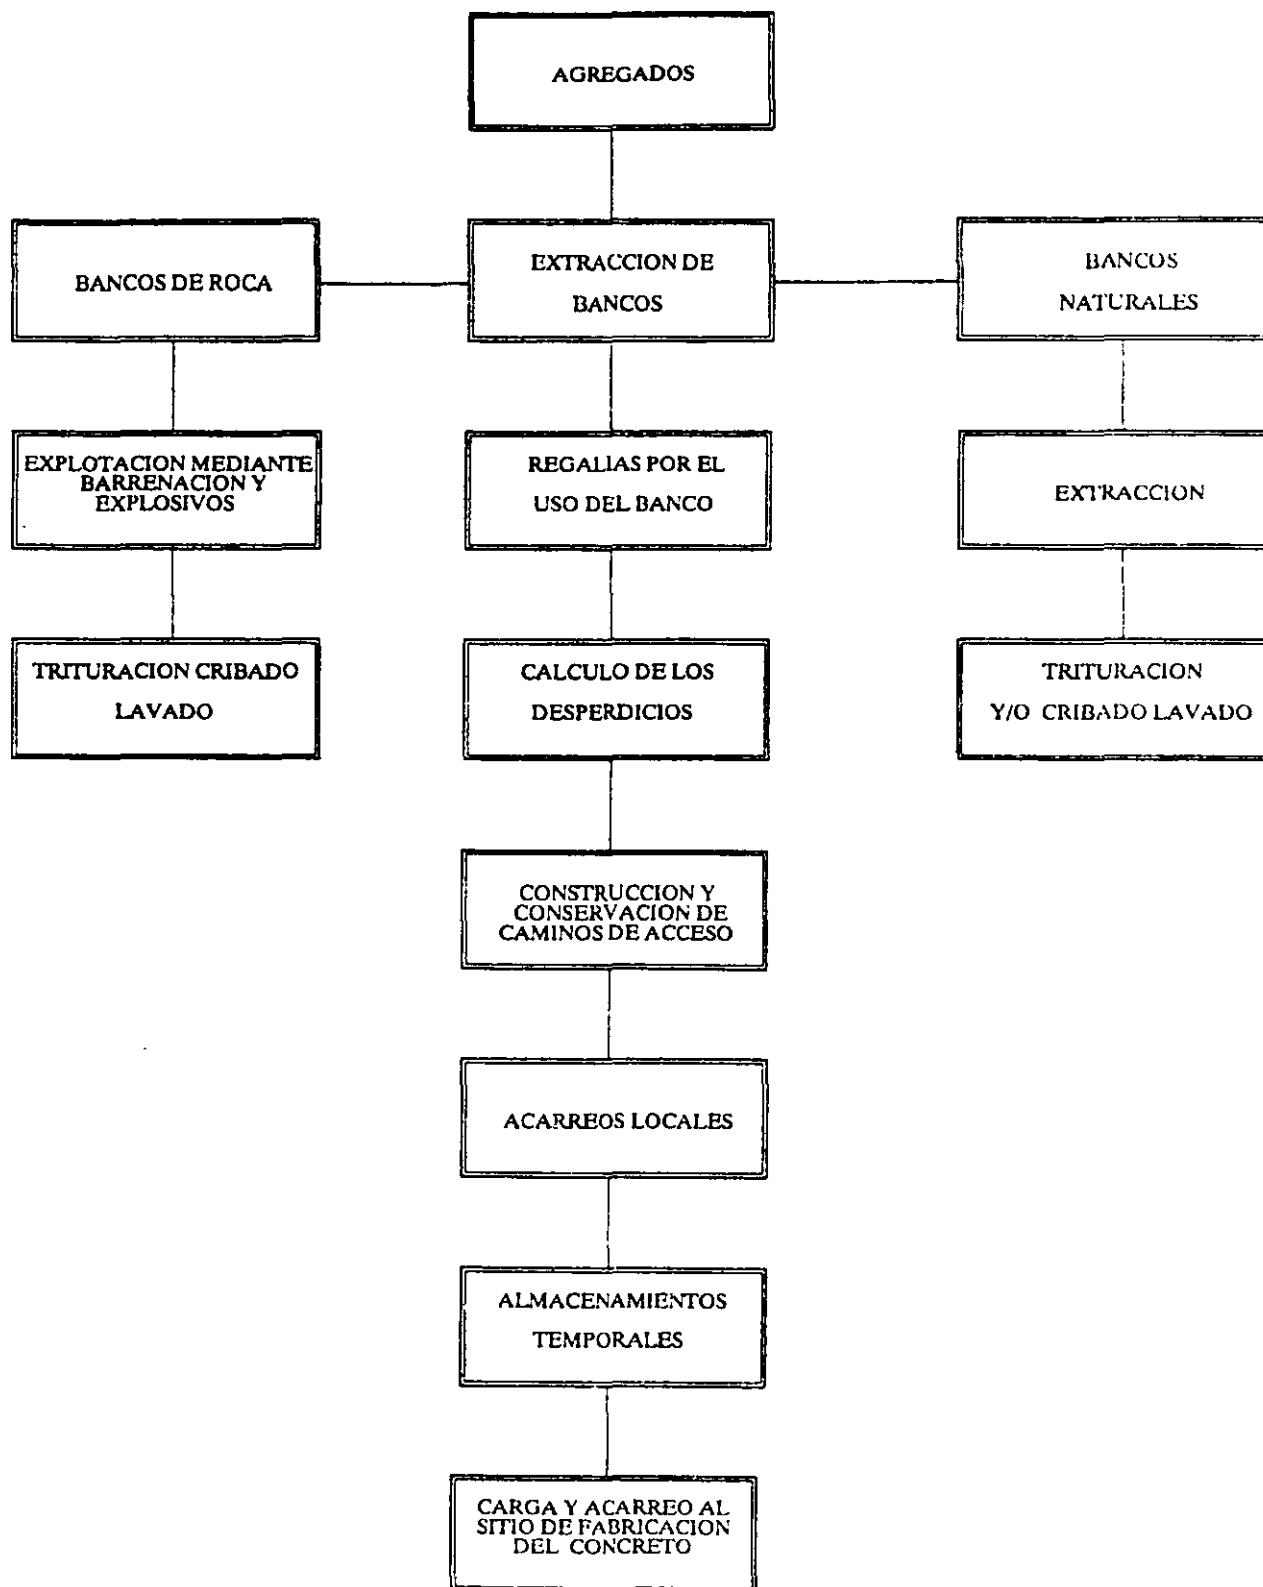 AGREGADOS
BANCOS DE ROCA
EXTRACCION DE
BANCOS
BANCOS
NATURALES
EXPLOTACION MEDIANTE
BARRENACION Y
EXPLOSIVOS
REGALIAS POR EL
USO DEL BANCO
EXTRACCION
TRITURACION CRIBADO
LAVADO
CALCULO DE LOS
DESPERDICIOS
TRITURACION
Y/O CRIBADO LAVADO
CONSTRUCCION Y
CONSERVACION DE
CAMINOS DE ACCESO
ACARREOS LOCALES
ALMACENAMIENTOS
TEMPORALES
CARGA Y ACARREO AL
SITIO DE FABRICACION
DEL CONCRETO